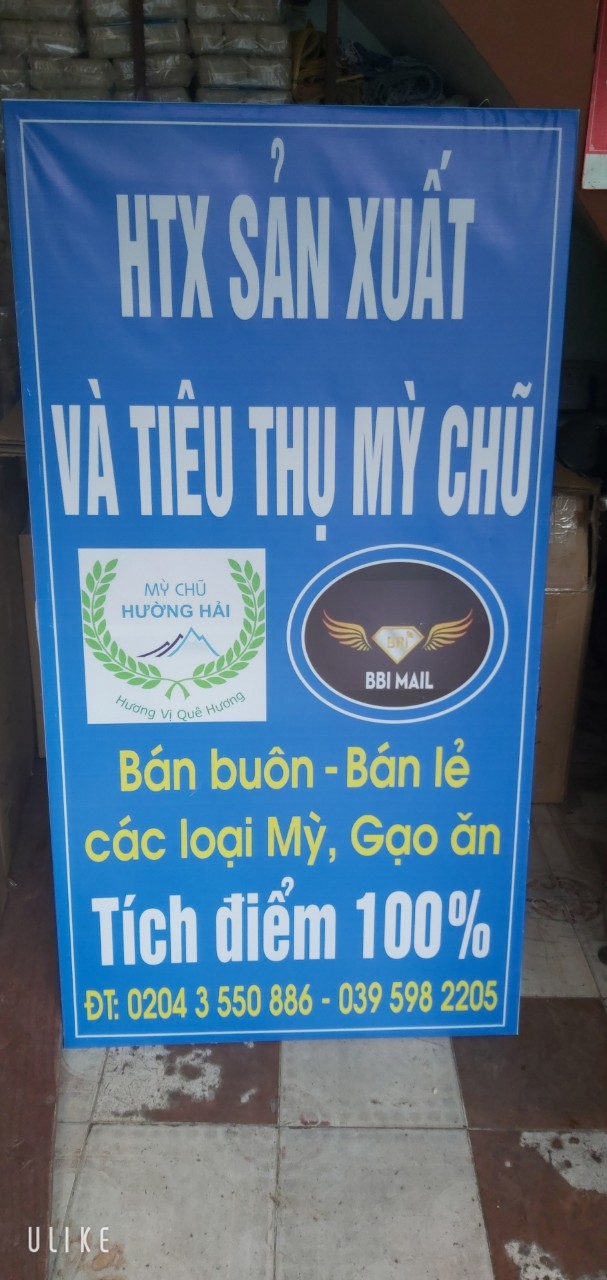 HTX SẢN XUẤT
VÀ TIÊU THỤ MỲ CHŨ
MỲ CHŨ
HƯỜNG HẢI
Hương Vị Quê Hương
BBI
BBI MAIL
Bán buôn - Bán lẻ
các loại Mỳ, Gạo ăn
Tích điểm 100%
ĐT: 0204 3 550 886 - 039 598 2205
ULIKE